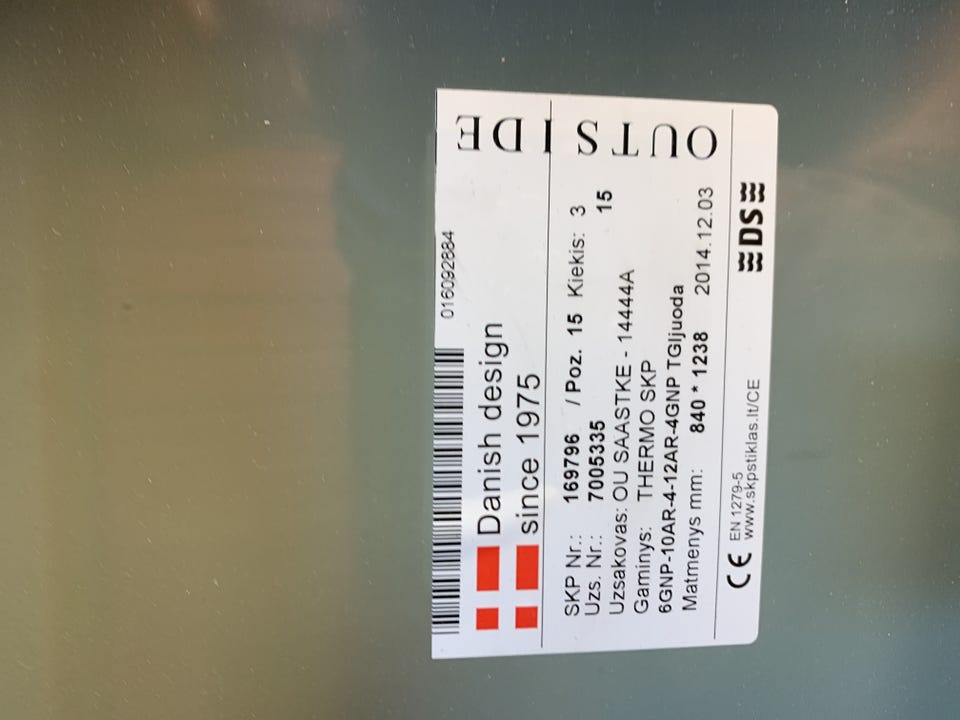 016092884
Danish design
since 1975
OUTSIDE
SKP Nr.: 169796 / Poz. 15 Kiekis: 3
Uzs. Nr.: 7005335 15
Uzsakovas: OU SAASTKE - 14444A
Gaminys: THERMO SKP
6GNP-10AR-4-12AR-4GNP TGIjuoda
Matmenys mm: 840 * 1238 2014.12.03
CE EN 1279-5
www.skpstiklas.lt/CE
DS